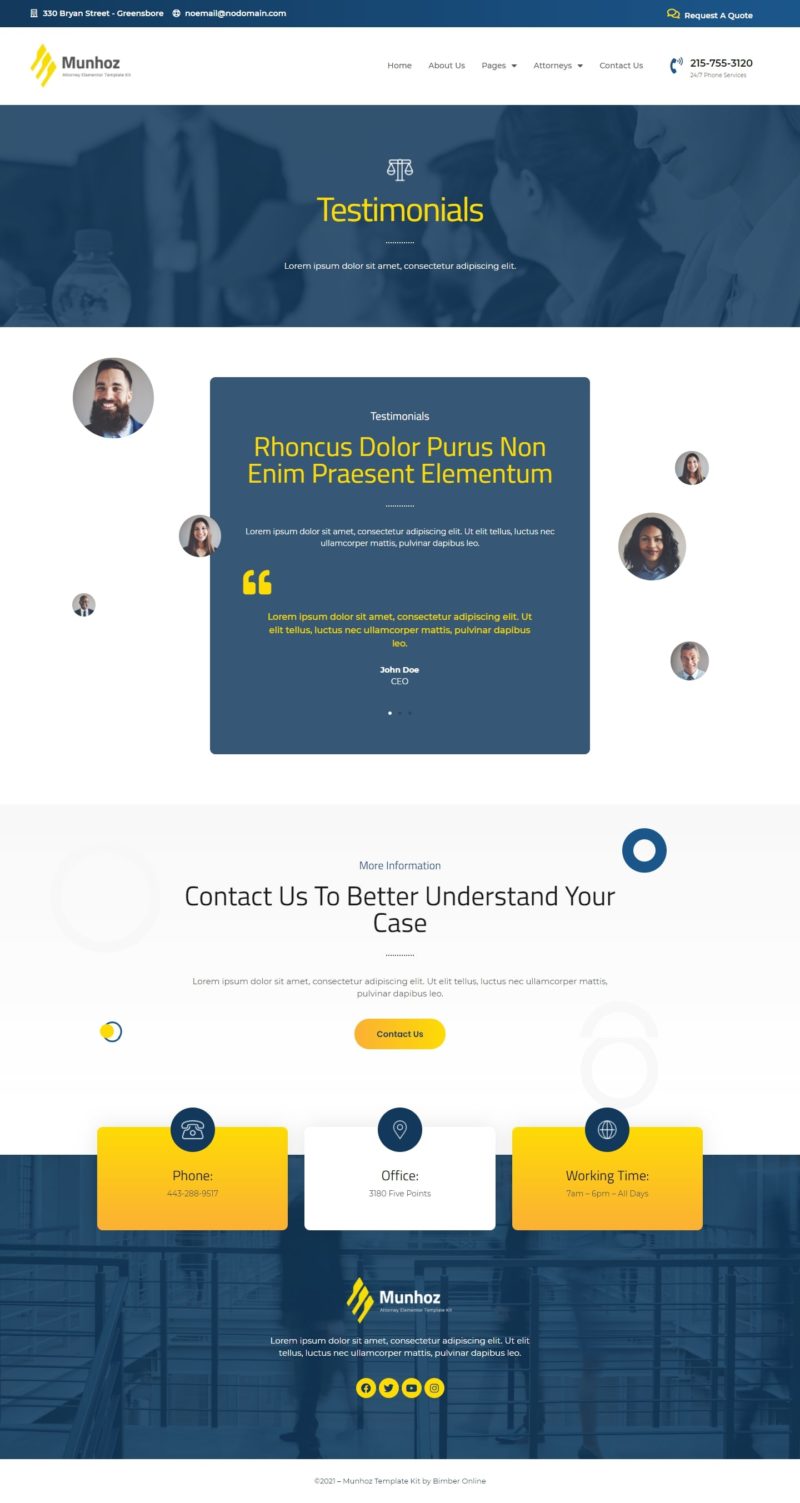 330 Bryan Street - Greensbore noemail@nodomain.com Request A Quote
Munhoz
Attorney Elementor Template Kit
Home About Us Pages Attorneys Contact Us
215-755-3120
24/7 Phone Services
Testimonials
Lorem ipsum dolor sit amet, consectetur adipiscing elit.
Testimonials
Rhoncus Dolor Purus Non
Enim Praesent Elementum
Lorem ipsum dolor sit amet, consectetur adipiscing elit. Ut elit tellus, luctus nec
ullamcorper mattis, pulvinar dapibus leo.
Lorem ipsum dolor sit amet, consectetur adipiscing elit. Ut
elit tellus, luctus nec ullamcorper mattis, pulvinar dapibus
leo.
John Doe
CEO
More Information
Contact Us To Better Understand Your
Case
Lorem ipsum dolor sit amet, consectetur adipiscing elit. Ut elit tellus, luctus nec ullamcorper mattis,
pulvinar dapibus leo.
Contact Us
Phone:
443-288-9517
Office:
3180 Five Points
Working Time:
7am – 6pm – All Days
Munhoz
Attorney Elementor Template Kit
Lorem ipsum dolor sit amet, consectetur adipiscing elit. Ut elit
tellus, luctus nec ullamcorper mattis, pulvinar dapibus leo.
©2021 – Munhoz Template Kit by Bimber Online